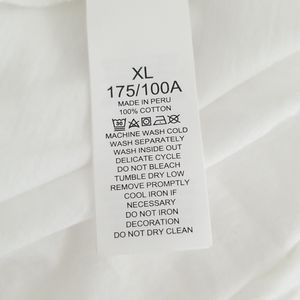 XL
175/100A
MADE IN PERU
100% COTTON
MACHINE WASH COLD
WASH SEPARATELY
WASH INSIDE OUT
DELICATE CYCLE
DO NOT BLEACH
TUMBLE DRY LOW
REMOVE PROMPTLY
COOL IRON IF
NECESSARY
DO NOT IRON
DECORATION
DO NOT DRY CLEAN